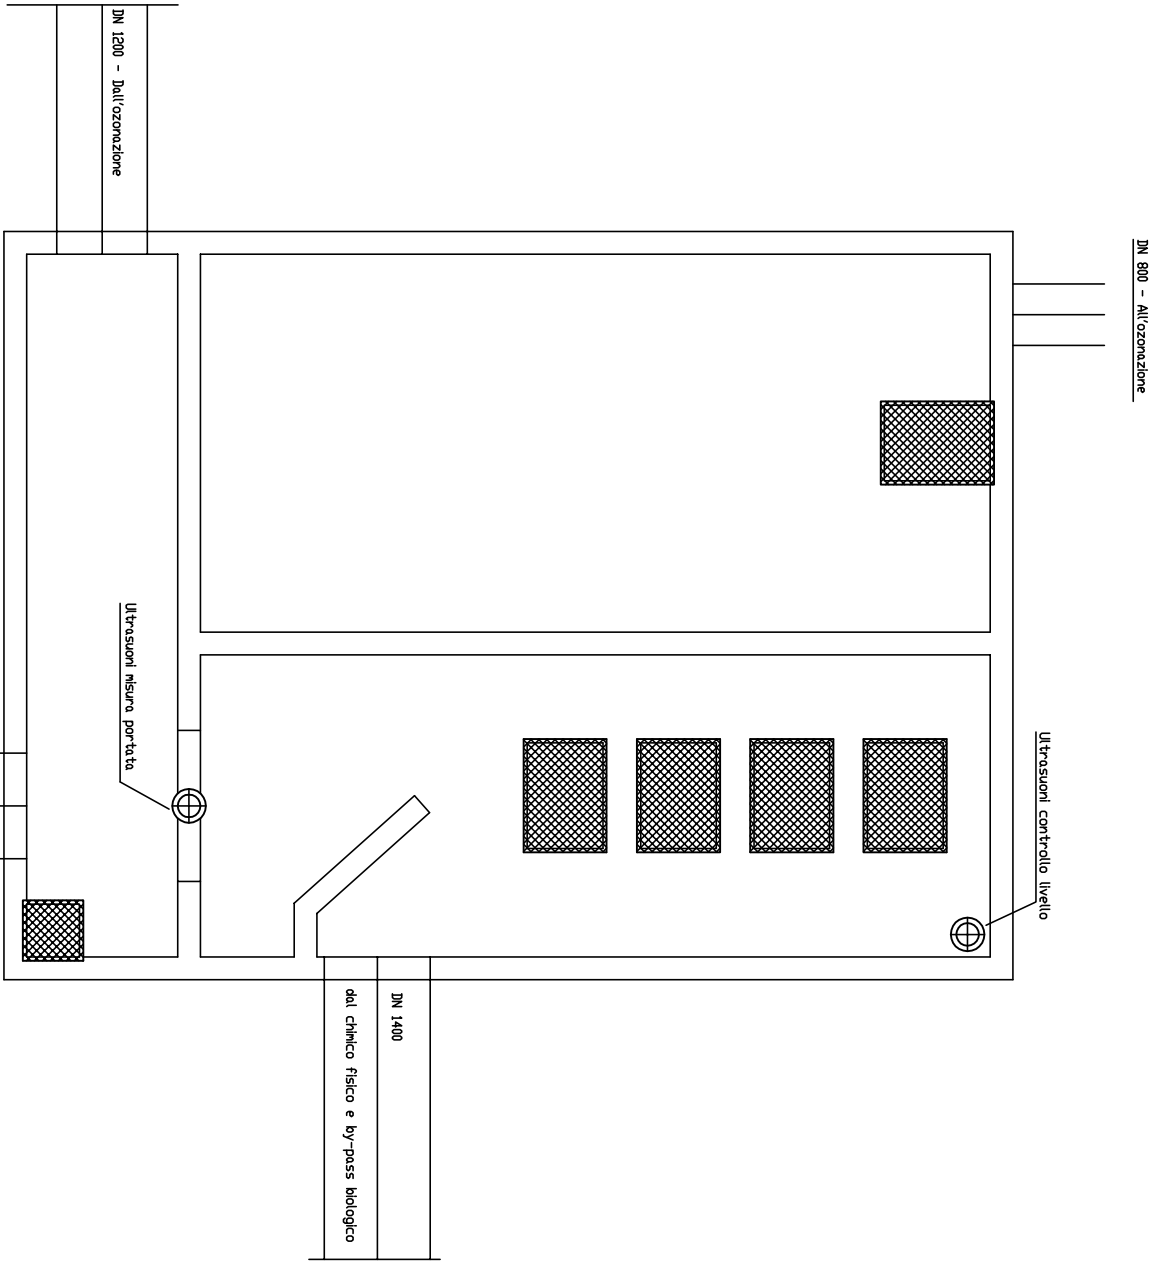 DN 800 - All'ozonazione
Ultrasuoni controllo livello
DN 1400
dal chimico fisico e by-pass biologico
DN 1200 - Dall'ozonazione
Ultrasuoni misura portata